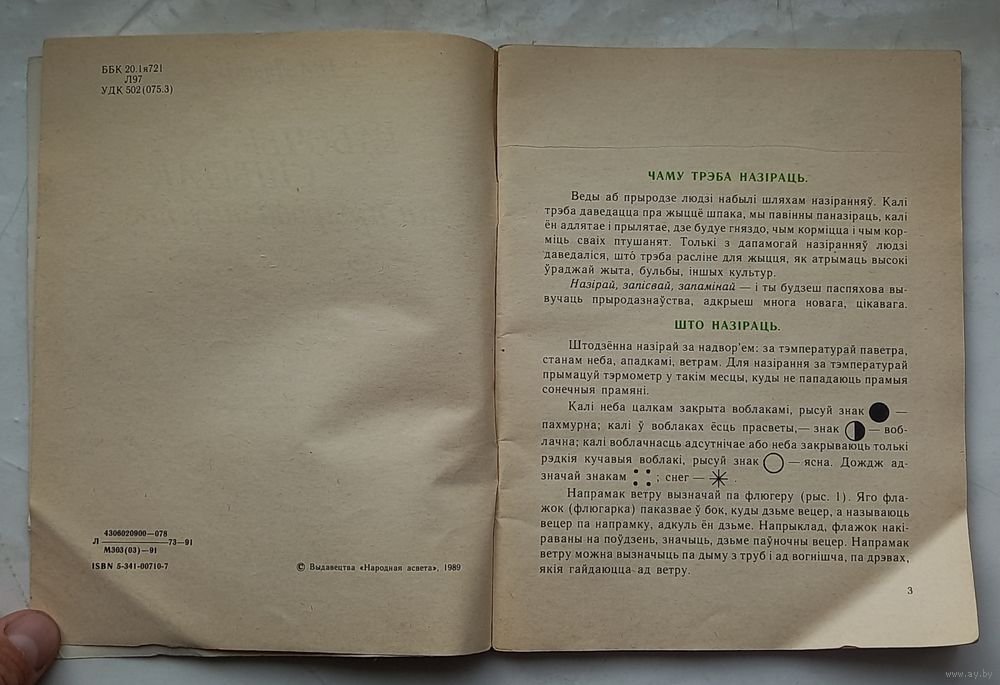 ББК 20.1я721
Л97
УДК 502(075.3)
4306020900—078
Л ————— 73—91
М303(03)—91
ISBN 5-341-00710-7
© Выдавецтва «Народная асвета», 1989
ЧАМУ ТРЭБА НАЗІРАЦЬ.
Веды аб прыродзе людзі набылі шляхам назіранняў. Калі
трэба даведацца пра жыццё шпака, мы павінны паназіраць, калі
ён адлятае і прылятае, дзе будуе гняздо, чым корміцца і чым кор-
міць сваіх птушанят. Толькі з дапамогай назіранняў людзі
даведаліся, што́ трэба расліне для жыцця, як атрымаць высокі
ўраджай жыта, бульбы, іншых культур.
Назірай, запісвай, запамінай — і ты будзеш паспяхова вы-
вучаць прыродазнаўства, адкрыеш многа новага, цікавага.
ШТО НАЗІРАЦЬ.
Штодзённа назірай за надвор'ем: за тэмпературай паветра,
станам неба, ападкамі, ветрам. Для назірання за тэмпературай
прымацуй тэрмометр у такім месцы, куды не пападаюць прамыя
сонечныя прамяні.
Калі неба цалкам закрыта воблакамі, рысуй знак ● —
пахмурна; калі ў воблаках ёсць прасветы,— знак ◑ — воб-
лачна; калі воблачнасць адсутнічае або неба закрываюць толькі
рэдкія кучавыя воблакі, рысуй знак ○ — ясна. Дождж ад-
значай знакам ∷ ; снег — ✳ .
Напрамак ветру вызначай па флюгеру (рыс. 1). Яго фла-
жок (флюгарка) паказвае ў бок, куды дзьме вецер, а называюць
вецер па напрамку, адкуль ён дзьме. Напрыклад, флажок накі-
раваны на поўдзень, значыць, дзьме паўночны вецер. Напрамак
ветру можна вызначыць па дыму з труб і ад вогнішча, па дрэвах,
якія гайдаюцца ад ветру.
3
www.ay.by